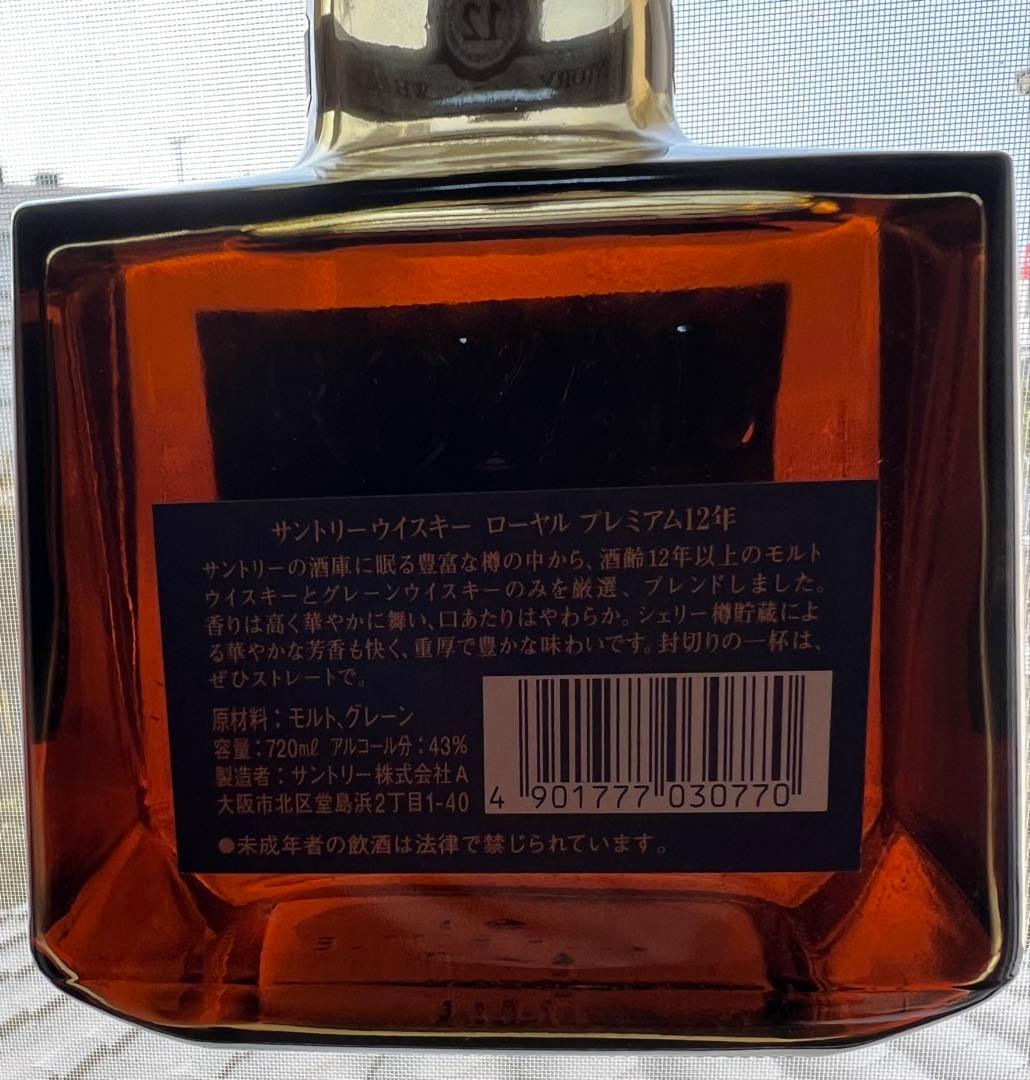 12
サントリーウイスキー ローヤル プレミアム12年
サントリーの酒庫に眠る豊富な樽の中から、酒齢12年以上のモルト
ウイスキーとグレーンウイスキーのみを厳選、ブレンドしました。
香りは高く華やかに舞い、口あたりはやわらか。シェリー樽貯蔵によ
る華やかな芳香も快く、重厚で豊かな味わいです。封切りの一杯は、
ぜひストレートで。
原材料：モルト、グレーン
容量：720mℓ アルコール分：43%
製造者：サントリー株式会社A
大阪市北区堂島浜2丁目1-40
4 901777 030770
●未成年者の飲酒は法律で禁じられています。